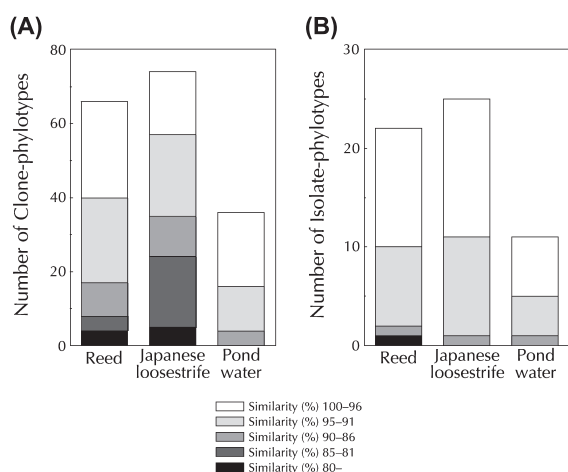 (A)
Number of Clone-phylotypes
80
60
40
20
0
Reed
Japanese
loosestrife
Pond
water
(B)
Number of Isolate-phylotypes
30
20
10
0
Reed
Japanese
loosestrife
Pond
water
Similarity (%) 100–96
Similarity (%) 95–91
Similarity (%) 90–86
Similarity (%) 85–81
Similarity (%) 80–